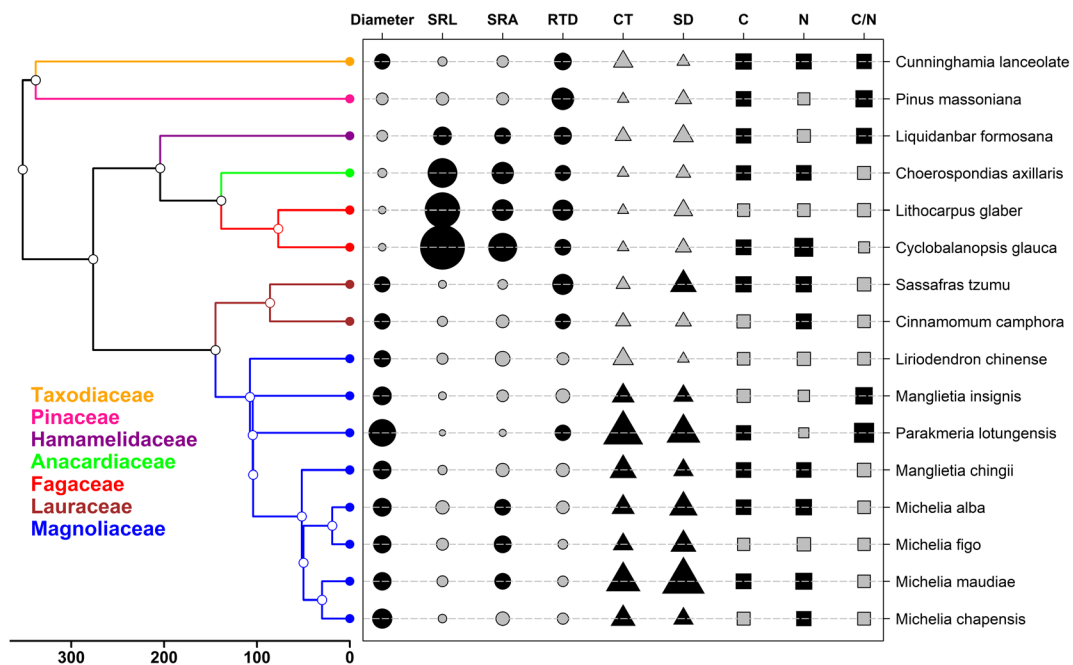 Diameter SRL SRA RTD CT SD C N C/N
Cunninghamia lanceolate
Pinus massoniana
Liquidanbar formosana
Choerospondias axillaris
Lithocarpus glaber
Cyclobalanopsis glauca
Sassafras tzumu
Cinnamomum camphora
Liriodendron chinense
Manglietia insignis
Parakmeria lotungensis
Manglietia chingii
Michelia alba
Michelia figo
Michelia maudiae
Michelia chapensis
Taxodiaceae
Pinaceae
Hamamelidaceae
Anacardiaceae
Fagaceae
Lauraceae
Magnoliaceae
300 200 100 0